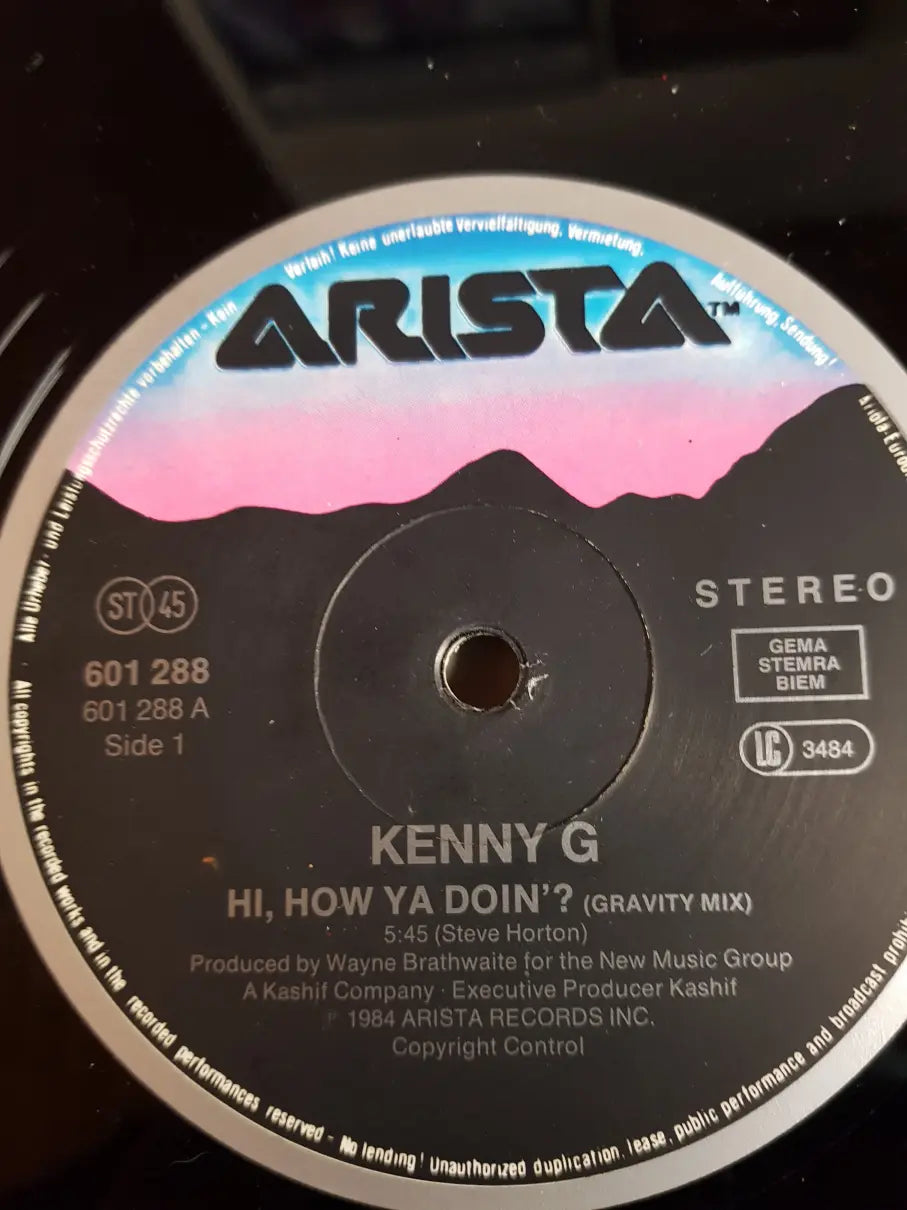 Alle Urheber- und Leistungsschutzrechte vorbehalten - Kein Verleih! Keine unerlaubte Vervielfältigung, Vermietung, Aufführung, Sendung!
ARISTA™
ST 45
601 288
601 288 A
Side 1
STEREO
GEMA
STEMRA
BIEM
LC 3484
KENNY G
HI, HOW YA DOIN'? (GRAVITY MIX)
5:45 (Steve Horton)
Produced by Wayne Brathwaite for the New Music Group
A Kashif Company · Executive Producer Kashif
℗ 1984 ARISTA RECORDS INC.
Copyright Control
All copyrights in the recorded works and in the recorded performances reserved - No lending! Unauthorized duplication, lease, public performance and broadcast